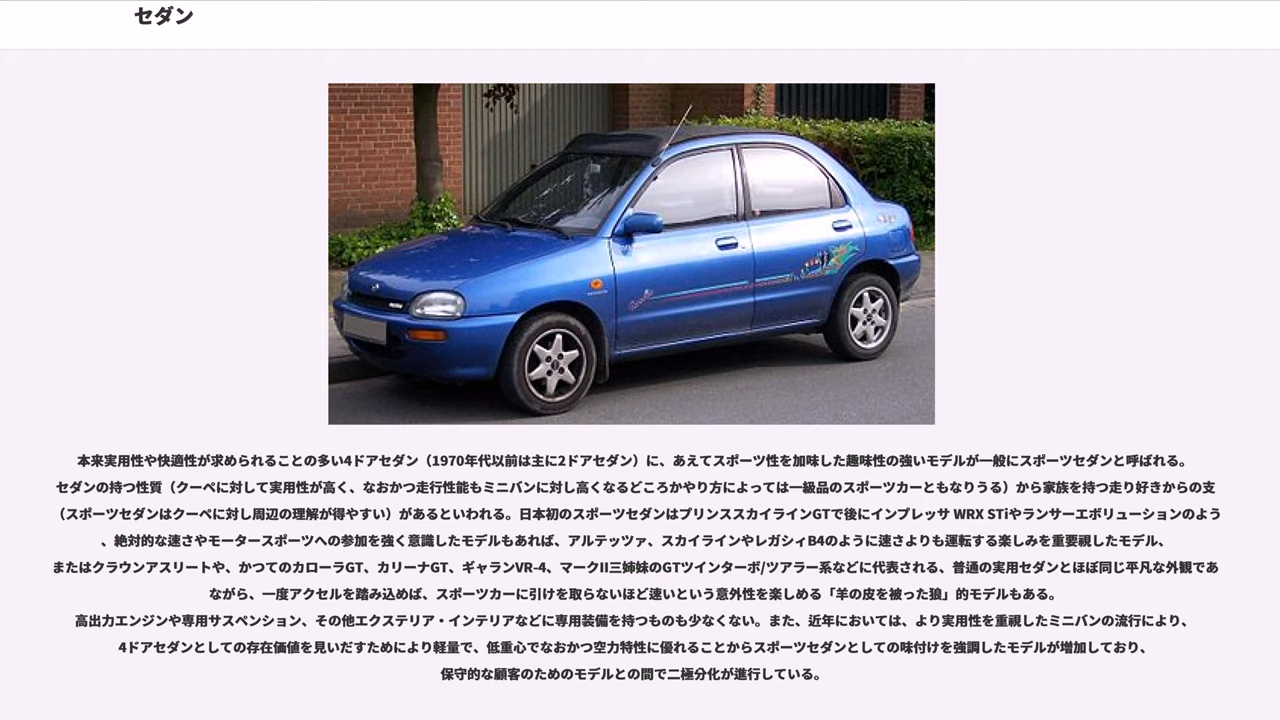 セダン
本来実用性や快適性が求められることの多い4ドアセダン（1970年代以前は主に2ドアセダン）に、あえてスポーツ性を加味した趣味性の強いモデルが一般にスポーツセダンと呼ばれる。
セダンの持つ性質（クーペに対して実用性が高く、なおかつ走行性能もミニバンに対し高くなるどころかやり方によっては一級品のスポーツカーともなりうる）から家族を持つ走り好きからの支
（スポーツセダンはクーペに対し周辺の理解が得やすい）があるといわれる。日本初のスポーツセダンはプリンススカイラインGTで後にインプレッサ WRX STiやランサーエボリューションのよう
、絶対的な速さやモータースポーツへの参加を強く意識したモデルもあれば、アルテッツァ、スカイラインやレガシィB4のように速さよりも運転する楽しみを重要視したモデル、
またはクラウンアスリートや、かつてのカローラGT、カリーナGT、ギャランVR-4、マークII三姉妹のGTツインターボ/ツアラー系などに代表される、普通の実用セダンとほぼ同じ平凡な外観であ
ながら、一度アクセルを踏み込めば、スポーツカーに引けを取らないほど速いという意外性を楽しめる「羊の皮を被った狼」的モデルもある。
高出力エンジンや専用サスペンション、その他エクステリア・インテリアなどに専用装備を持つものも少なくない。また、近年においては、より実用性を重視したミニバンの流行により、
4ドアセダンとしての存在価値を見いだすためにより軽量で、低重心でなおかつ空力特性に優れることからスポーツセダンとしての味付けを強調したモデルが増加しており、
保守的な顧客のためのモデルとの間で二極分化が進行している。